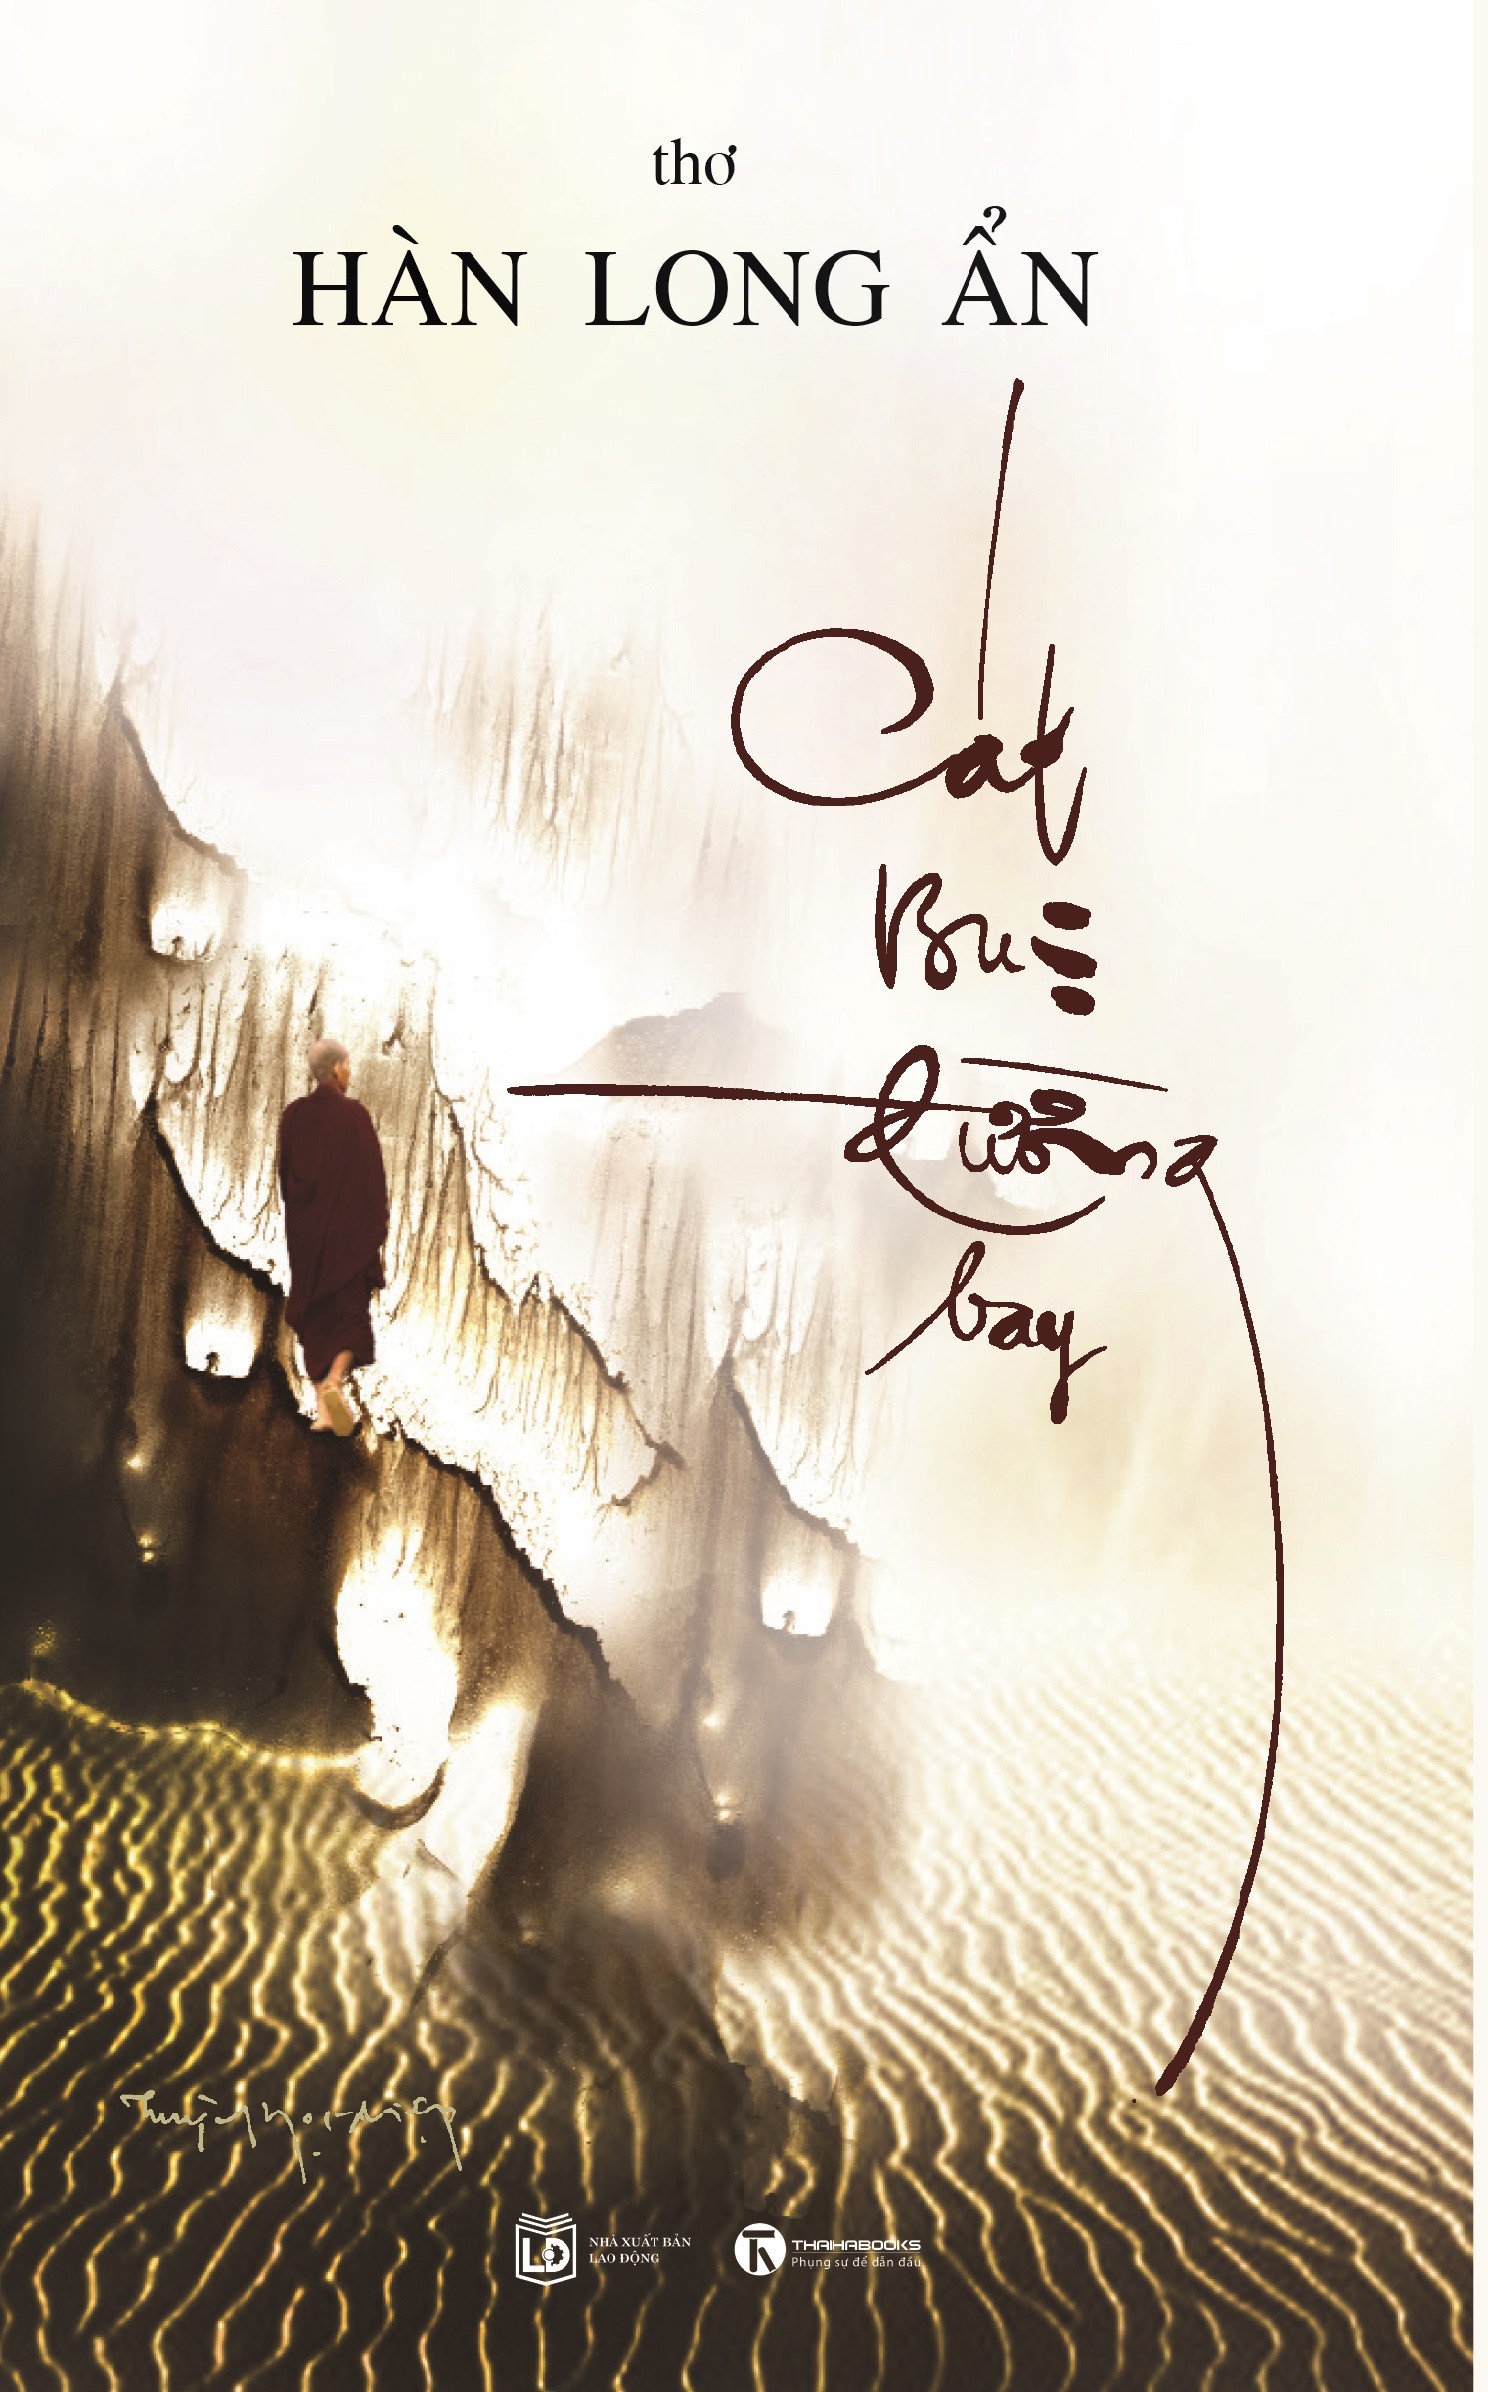 thơ
HÀN LONG ẨN
Cát
Bụi
Đường
bay
NHÀ XUẤT BẢN
LAO ĐỘNG
THAIHABOOKS
Phụng sự để dẫn đầu